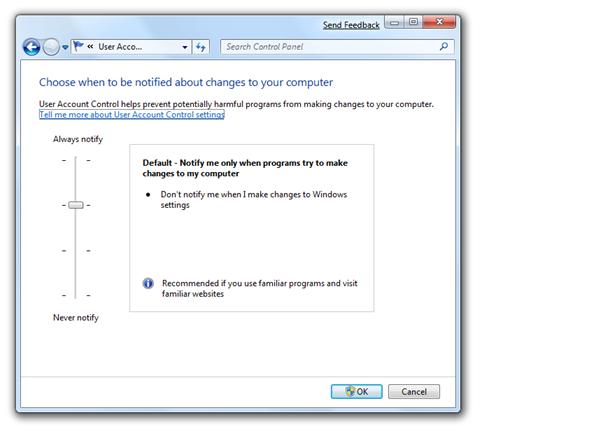 Send Feedback
« User Acco...
Search Control Panel
Choose when to be notified about changes to your computer
User Account Control helps prevent potentially harmful programs from making changes to your computer.
Tell me more about User Account Control settings
Always notify
Default - Notify me only when programs try to make
changes to my computer
• Don't notify me when I make changes to Windows
settings
Recommended if you use familiar programs and visit
familiar websites
Never notify
OK
Cancel